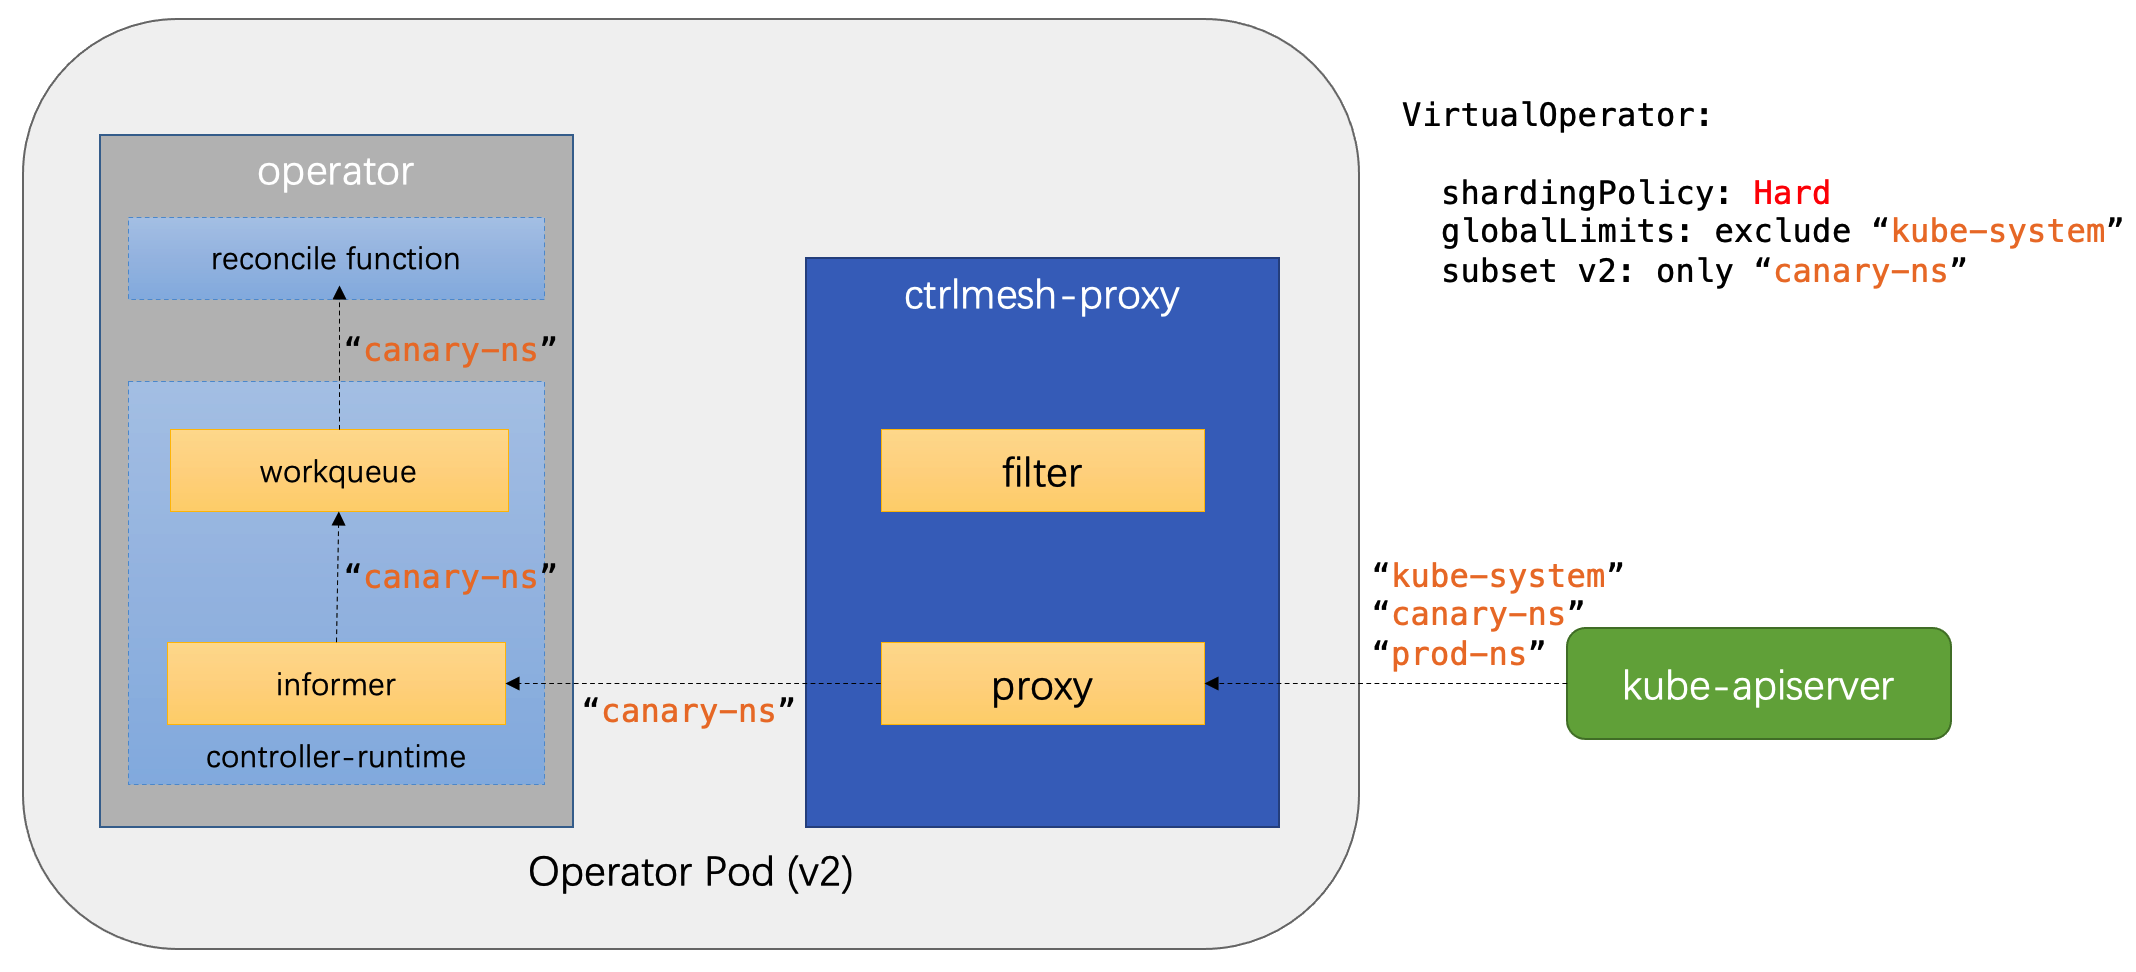 VirtualOperator:
shardingPolicy: Hard
globalLimits: exclude “kube-system”
subset v2: only “canary-ns”
operator
reconcile function
“canary-ns”
workqueue
“canary-ns”
informer
controller-runtime
“canary-ns”
ctrlmesh-proxy
filter
proxy
“kube-system”
“canary-ns”
“prod-ns”
kube-apiserver
Operator Pod (v2)